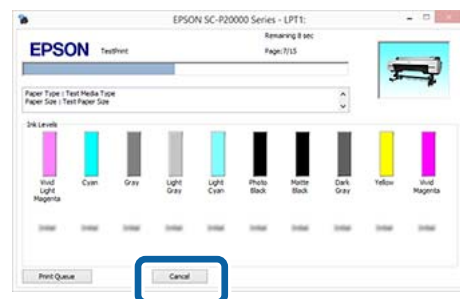 EPSON SC-P20000 Series - LPT1:
EPSON TestPrint
Remaining 8 sec
Page:7/15
Paper Type : Test Media Type
Paper Size : Test Paper Size
Ink Levels
Vivid Light Magenta
Cyan
Gray
Light Gray
Light Cyan
Photo Black
Matte Black
Dark Gray
Yellow
Vivid Magenta
Print Queue
Cancel